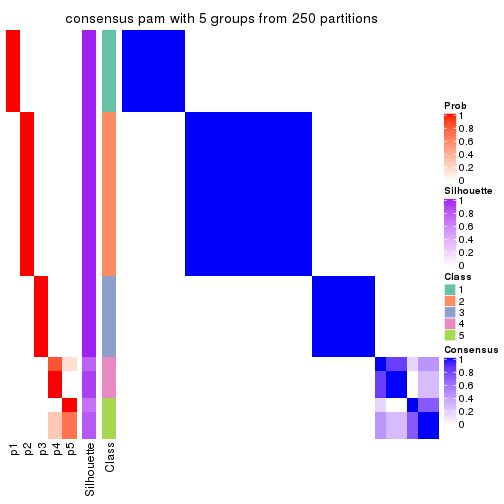 consensus pam with 5 groups from 250 partitions
Prob
1
0.8
0.6
0.4
0.2
0
Silhouette
1
0.8
0.6
0.4
0.2
0
Class
1
2
3
4
5
Consensus
1
0.8
0.6
0.4
0.2
0
p1
p2
p3
p4
p5
Silhouette
Class